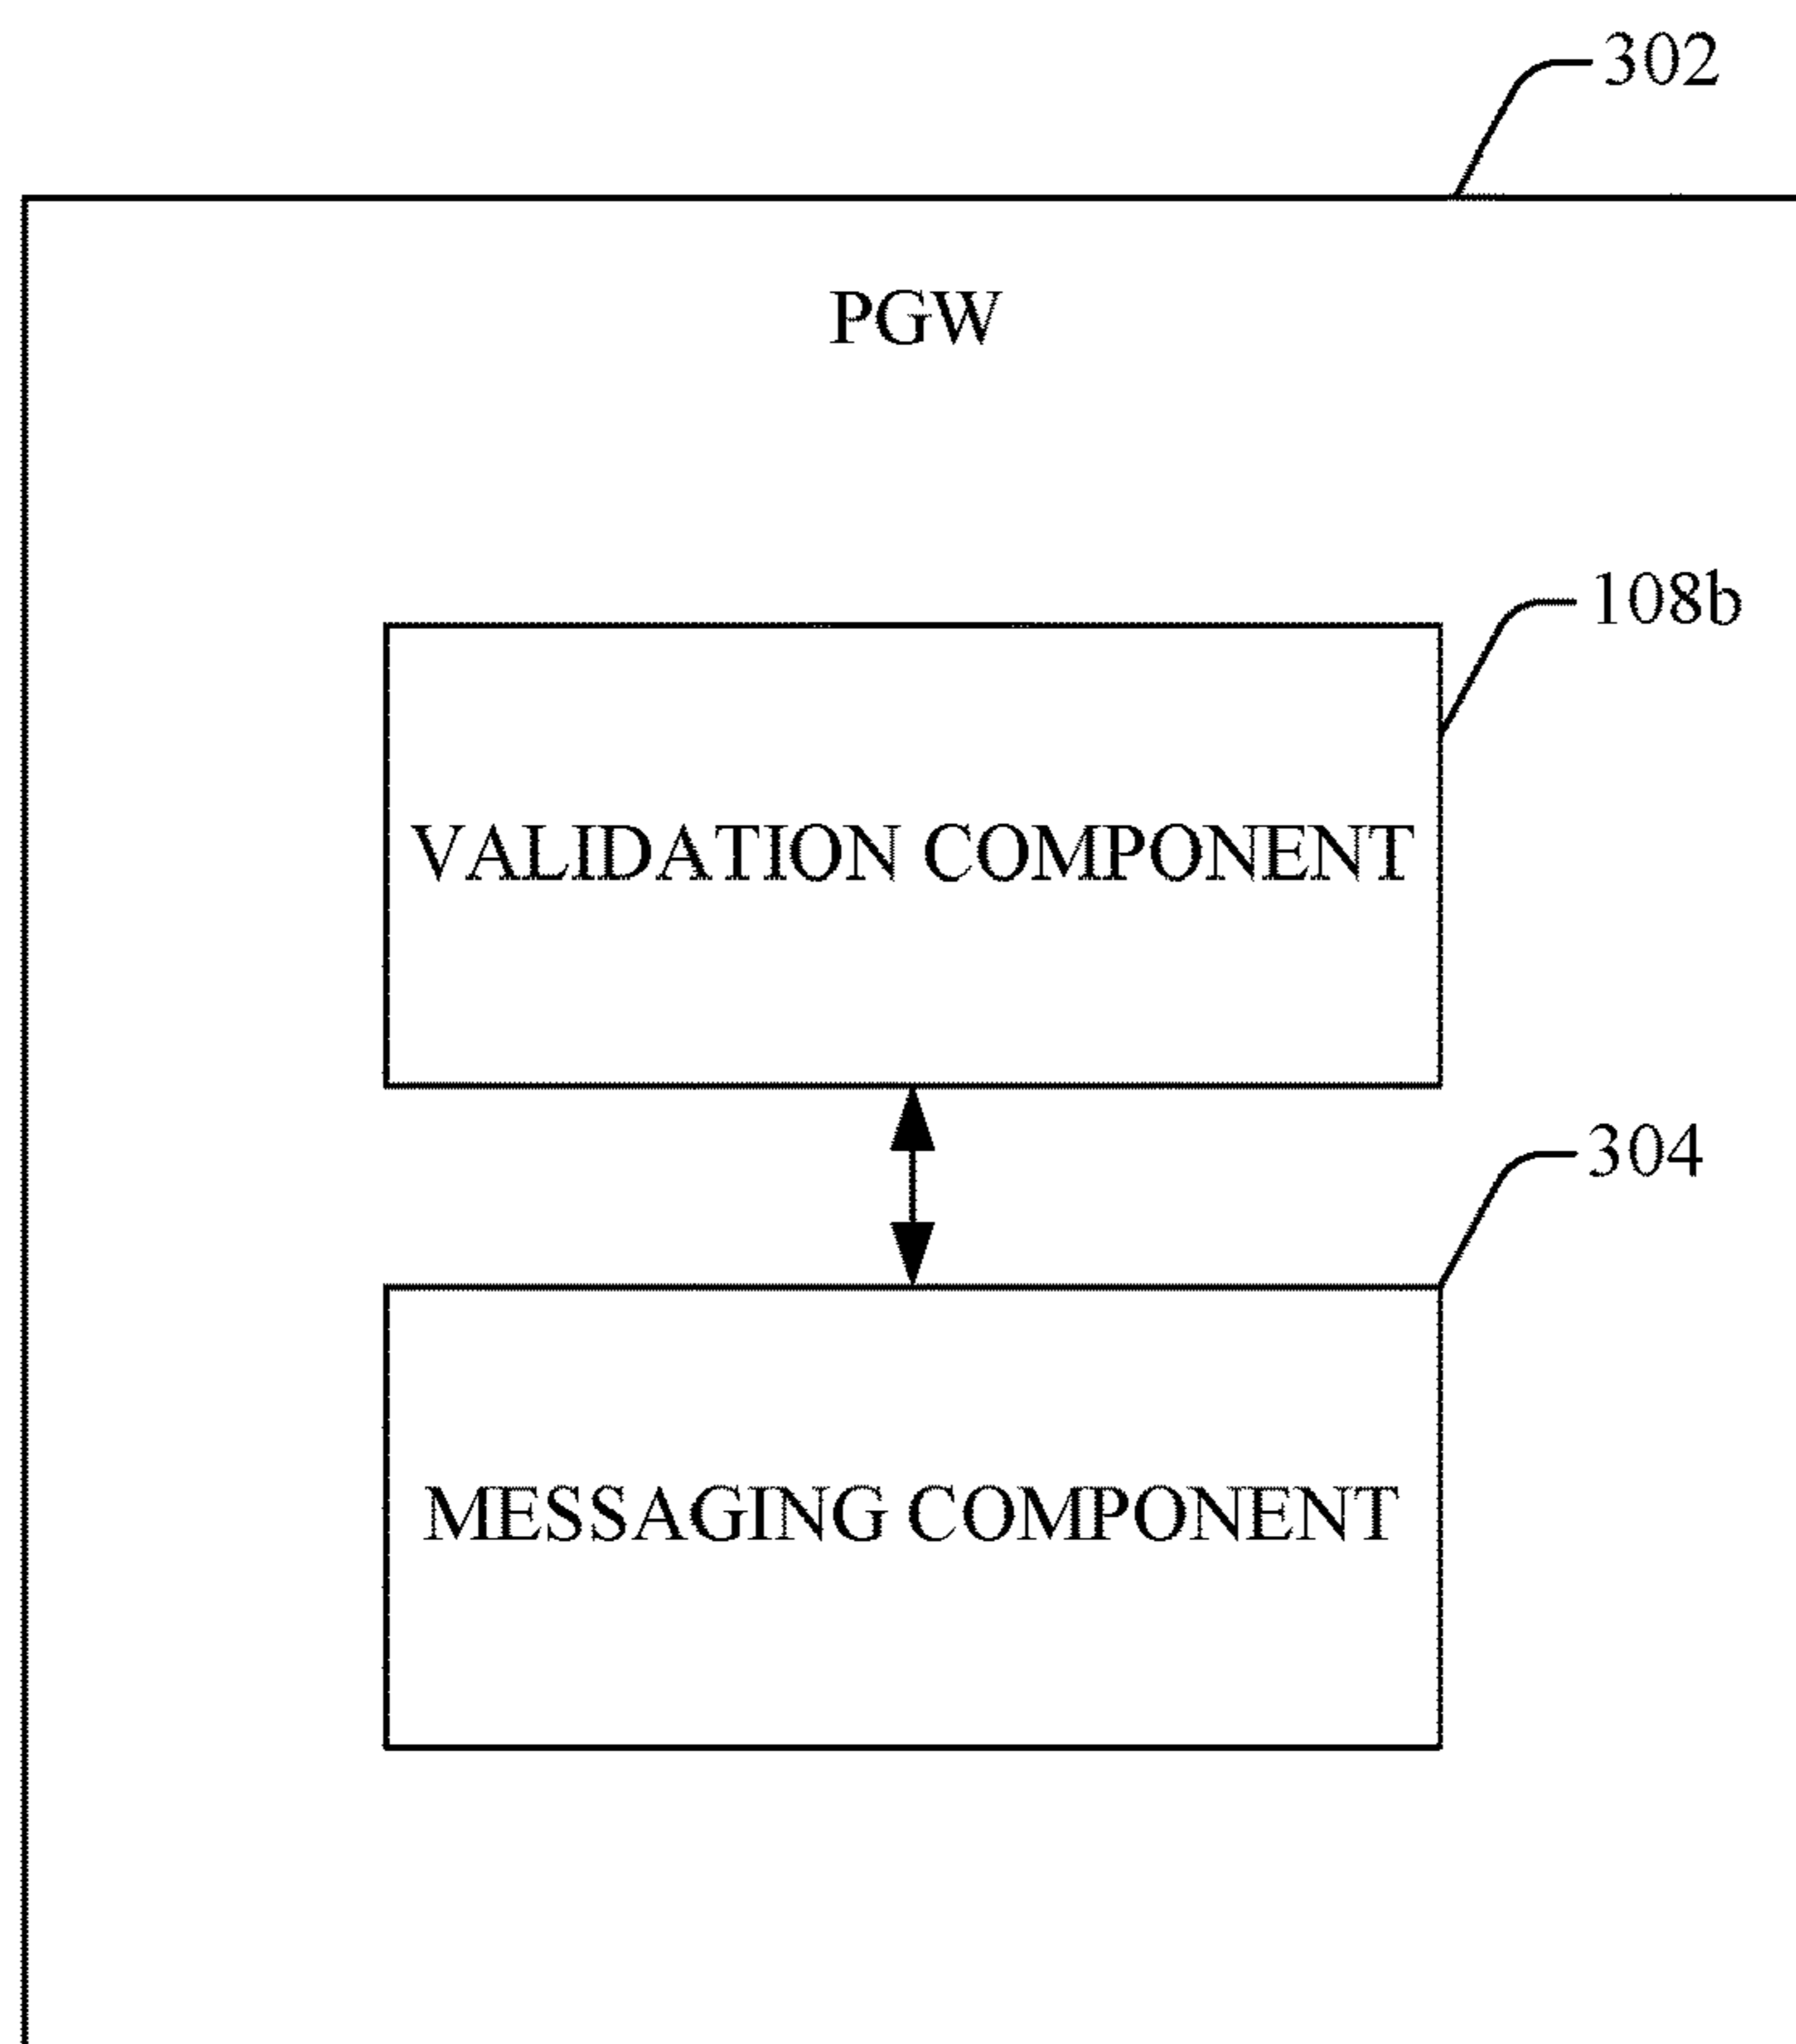 302
PGW
108b
VALIDATION COMPONENT
304
MESSAGING COMPONENT